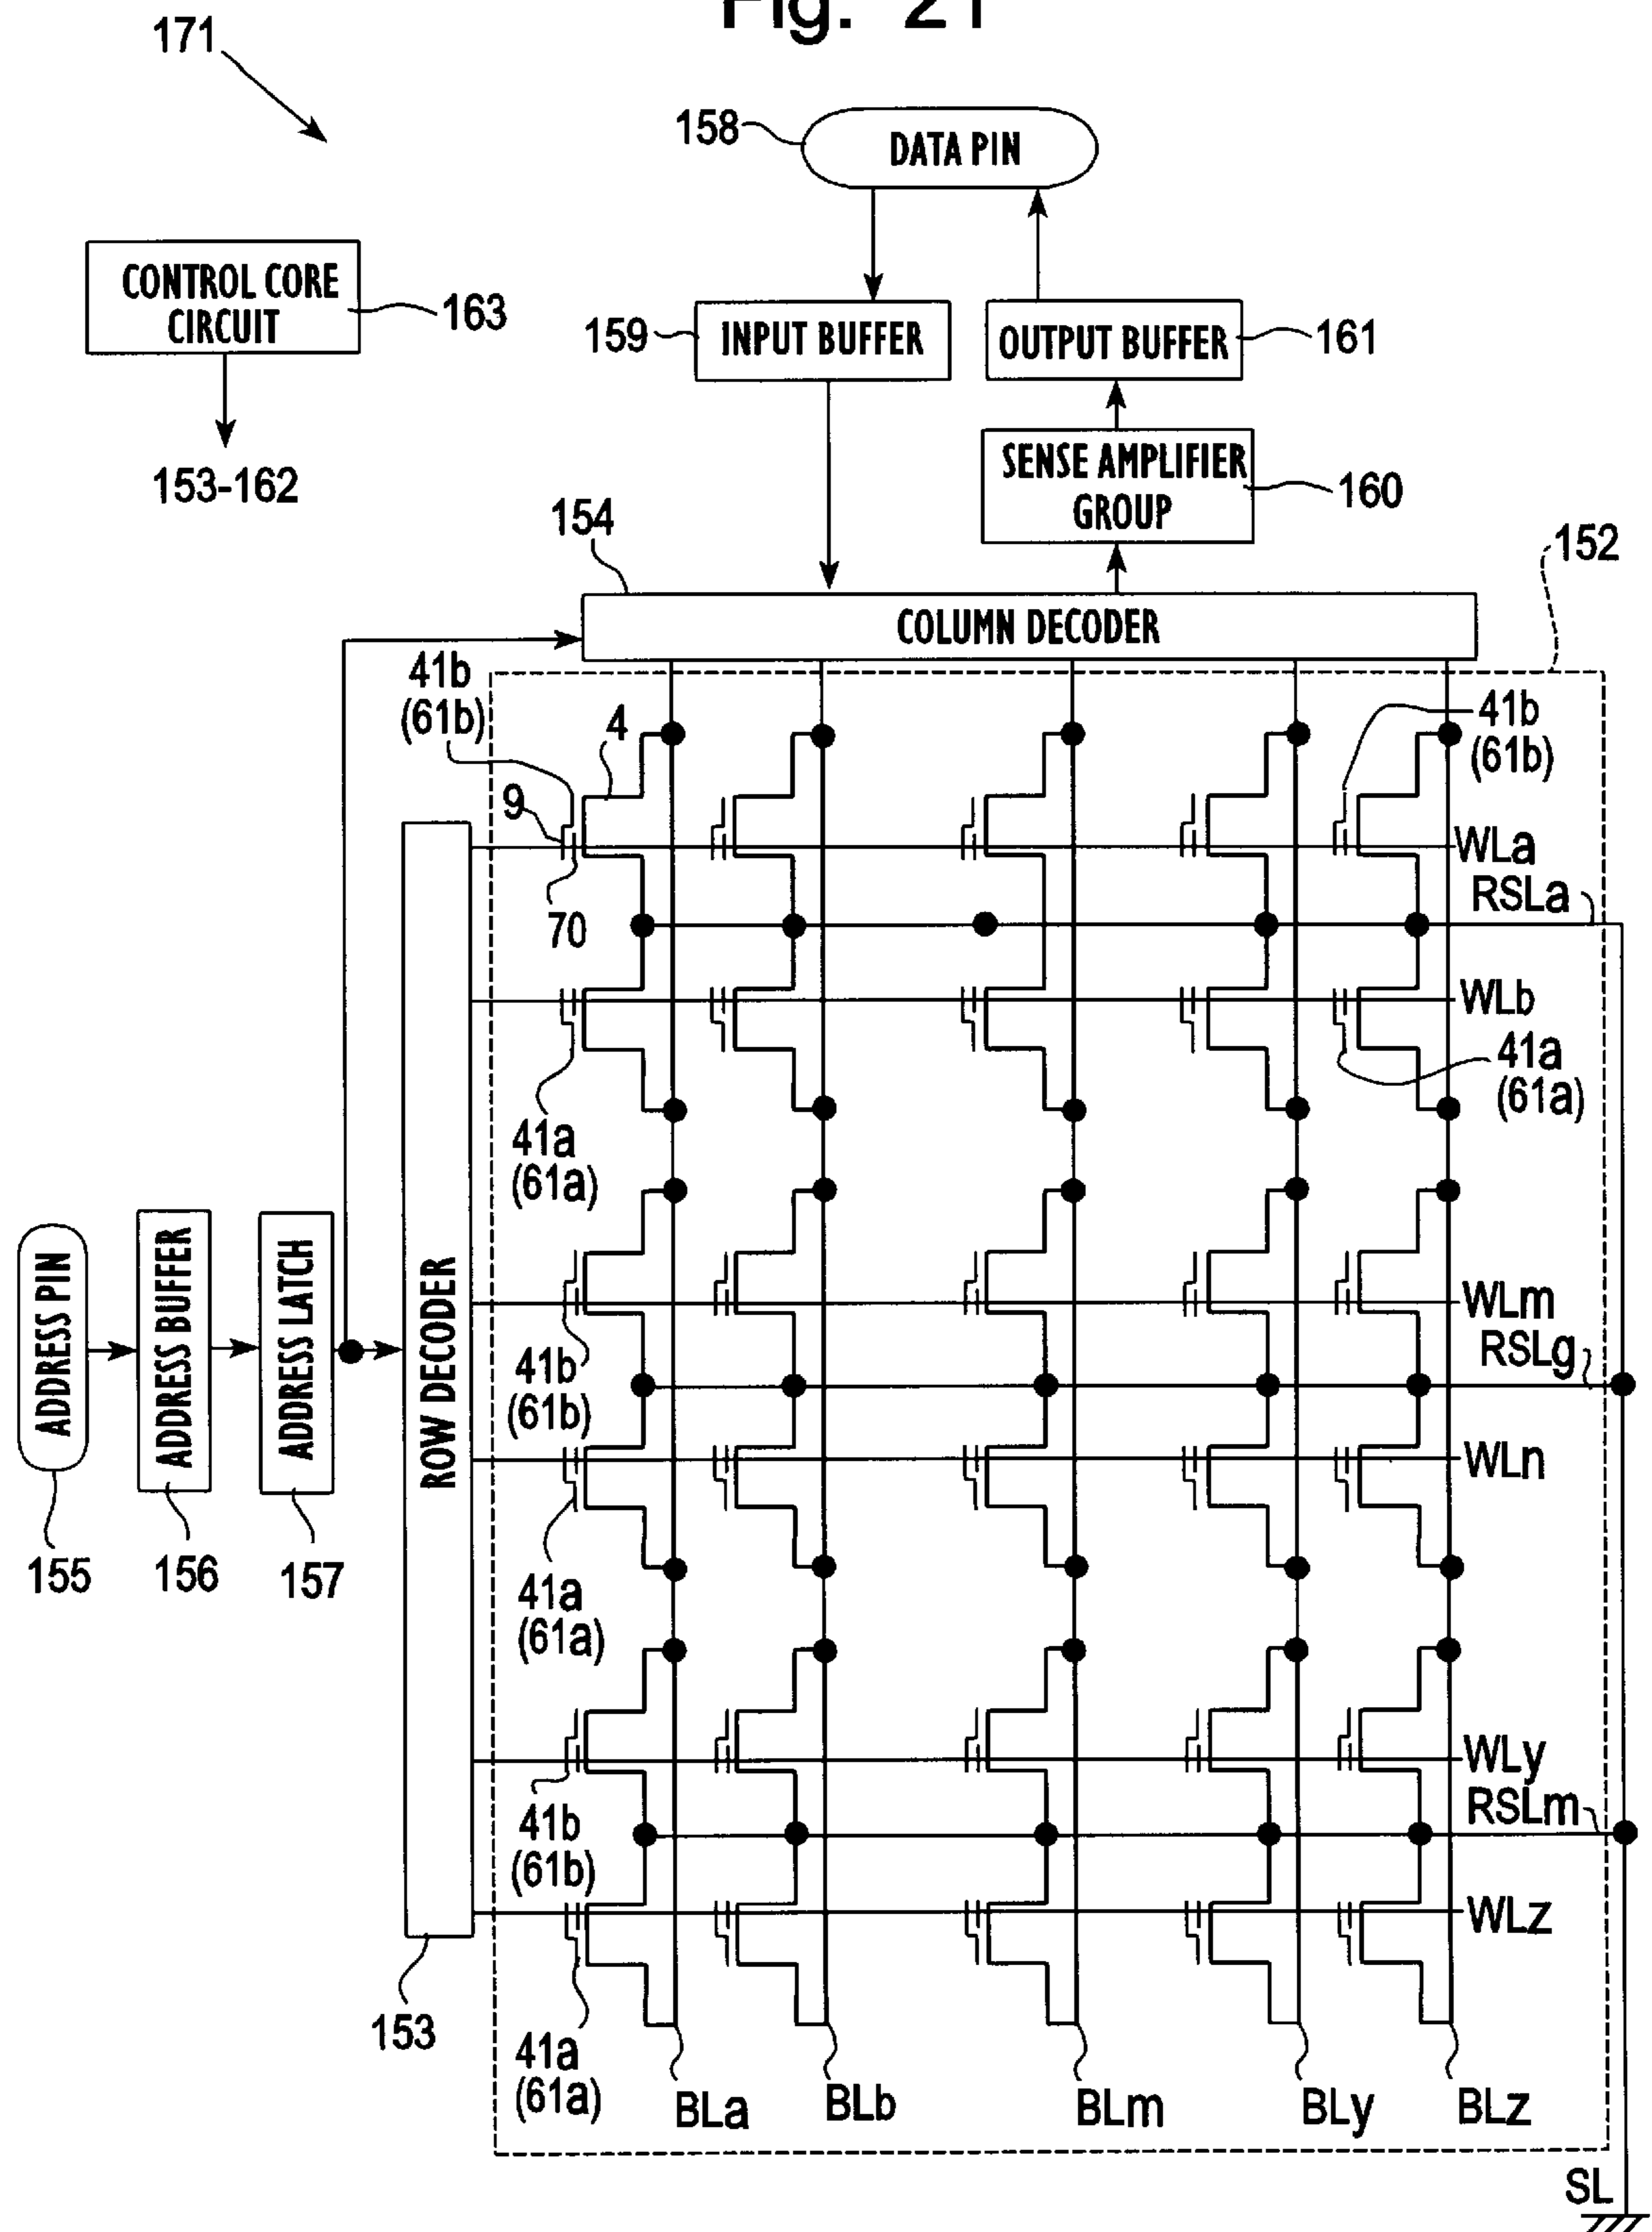 Fig. 21
171
158
DATA PIN
CONTROL CORE
CIRCUIT
163
159
INPUT BUFFER
OUTPUT BUFFER
161
153-162
SENSE AMPLIFIER
GROUP
160
154
152
COLUMN DECODER
41b
(61b)
4
41b
(61b)
9
WLa
70
RSLa
WLb
41a
(61a)
41a
(61a)
ADDRESS PIN
ADDRESS BUFFER
ADDRESS LATCH
ROW DECODER
WLm
RSLg
41b
(61b)
WLn
155
156
157
41a
(61a)
WLy
RSLm
41b
(61b)
WLz
153
41a
(61a)
BLa
BLb
BLm
BLy
BLz
SL